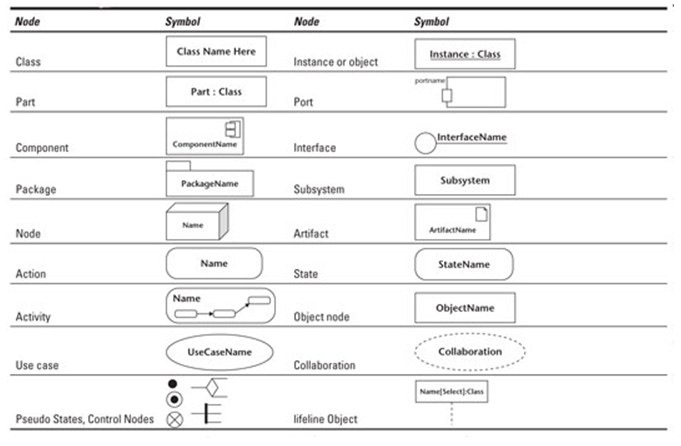 Node Symbol Node Symbol
Class Class Name Here Instance or object Instance : Class
Part Part : Class Port portname
Component ComponentName Interface InterfaceName
Package PackageName Subsystem Subsystem
Node Name Artifact ArtifactName
Action Name State StateName
Activity Name Object node ObjectName
Use case UseCaseName Collaboration Collaboration
Pseudo States, Control Nodes lifeline Object Name[Select]:Class